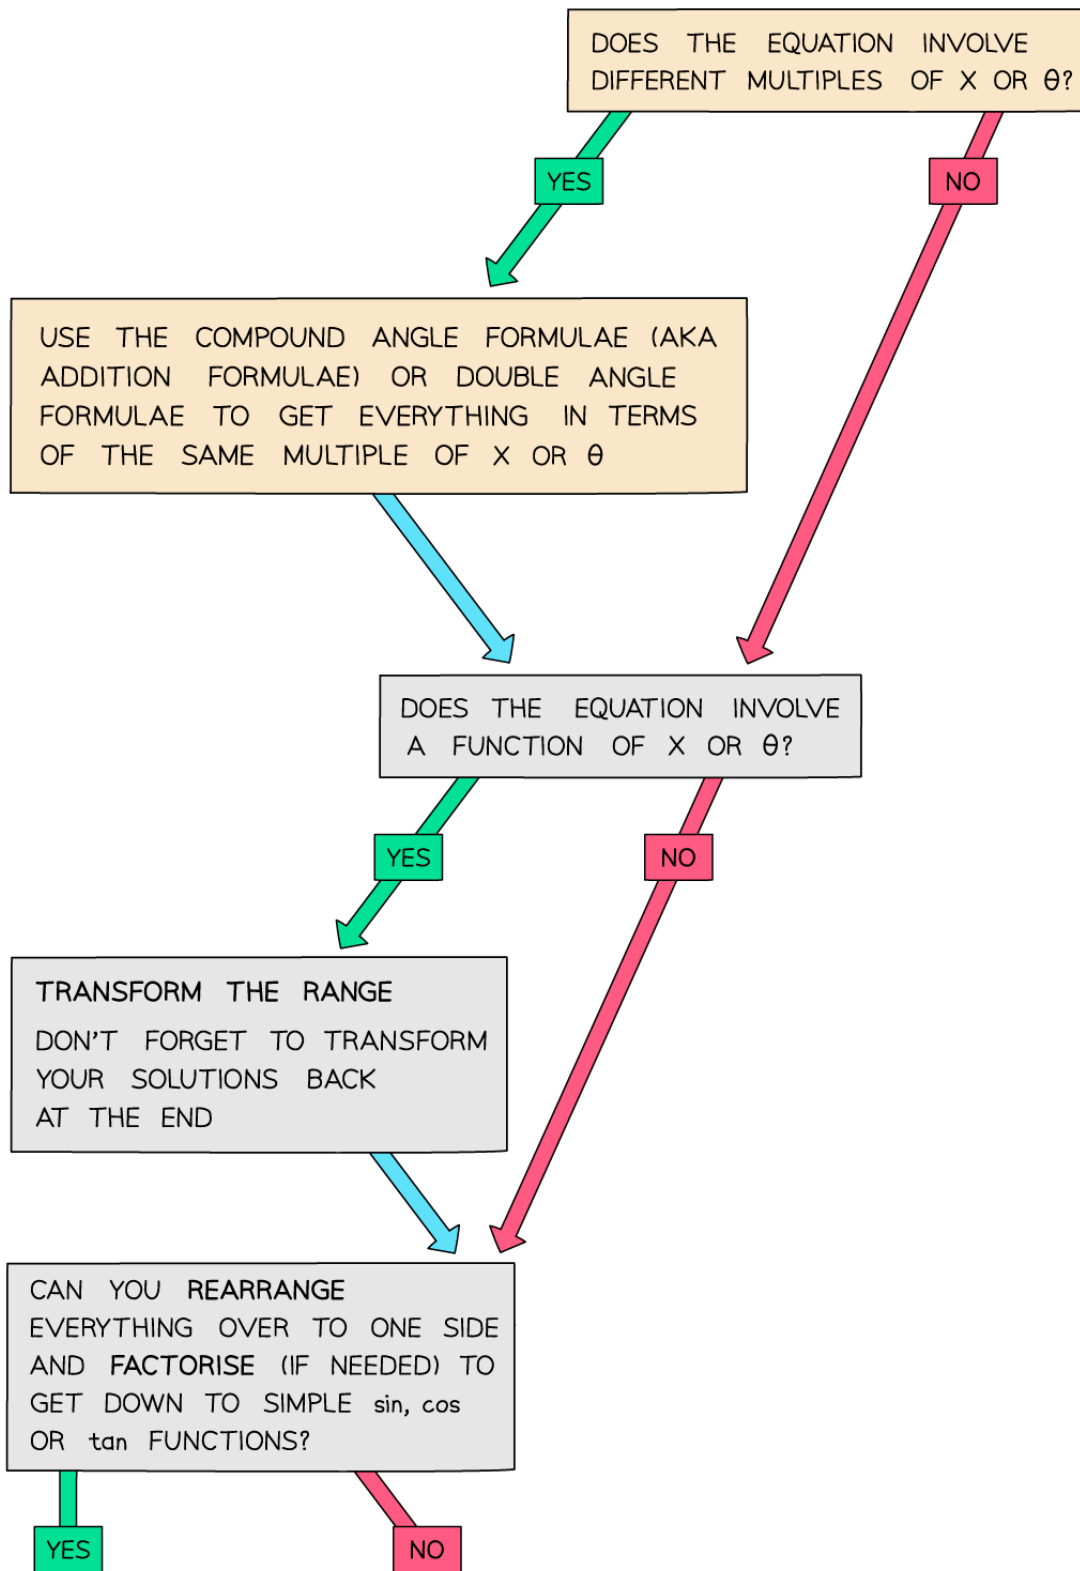 DOES THE EQUATION INVOLVE
DIFFERENT MULTIPLES OF X OR θ?
YES
NO
USE THE COMPOUND ANGLE FORMULAE (AKA
ADDITION FORMULAE) OR DOUBLE ANGLE
FORMULAE TO GET EVERYTHING IN TERMS
OF THE SAME MULTIPLE OF X OR θ
DOES THE EQUATION INVOLVE
A FUNCTION OF X OR θ?
YES
NO
TRANSFORM THE RANGE
DON'T FORGET TO TRANSFORM
YOUR SOLUTIONS BACK
AT THE END
CAN YOU REARRANGE
EVERYTHING OVER TO ONE SIDE
AND FACTORISE (IF NEEDED) TO
GET DOWN TO SIMPLE sin, cos
OR tan FUNCTIONS?
YES
NO